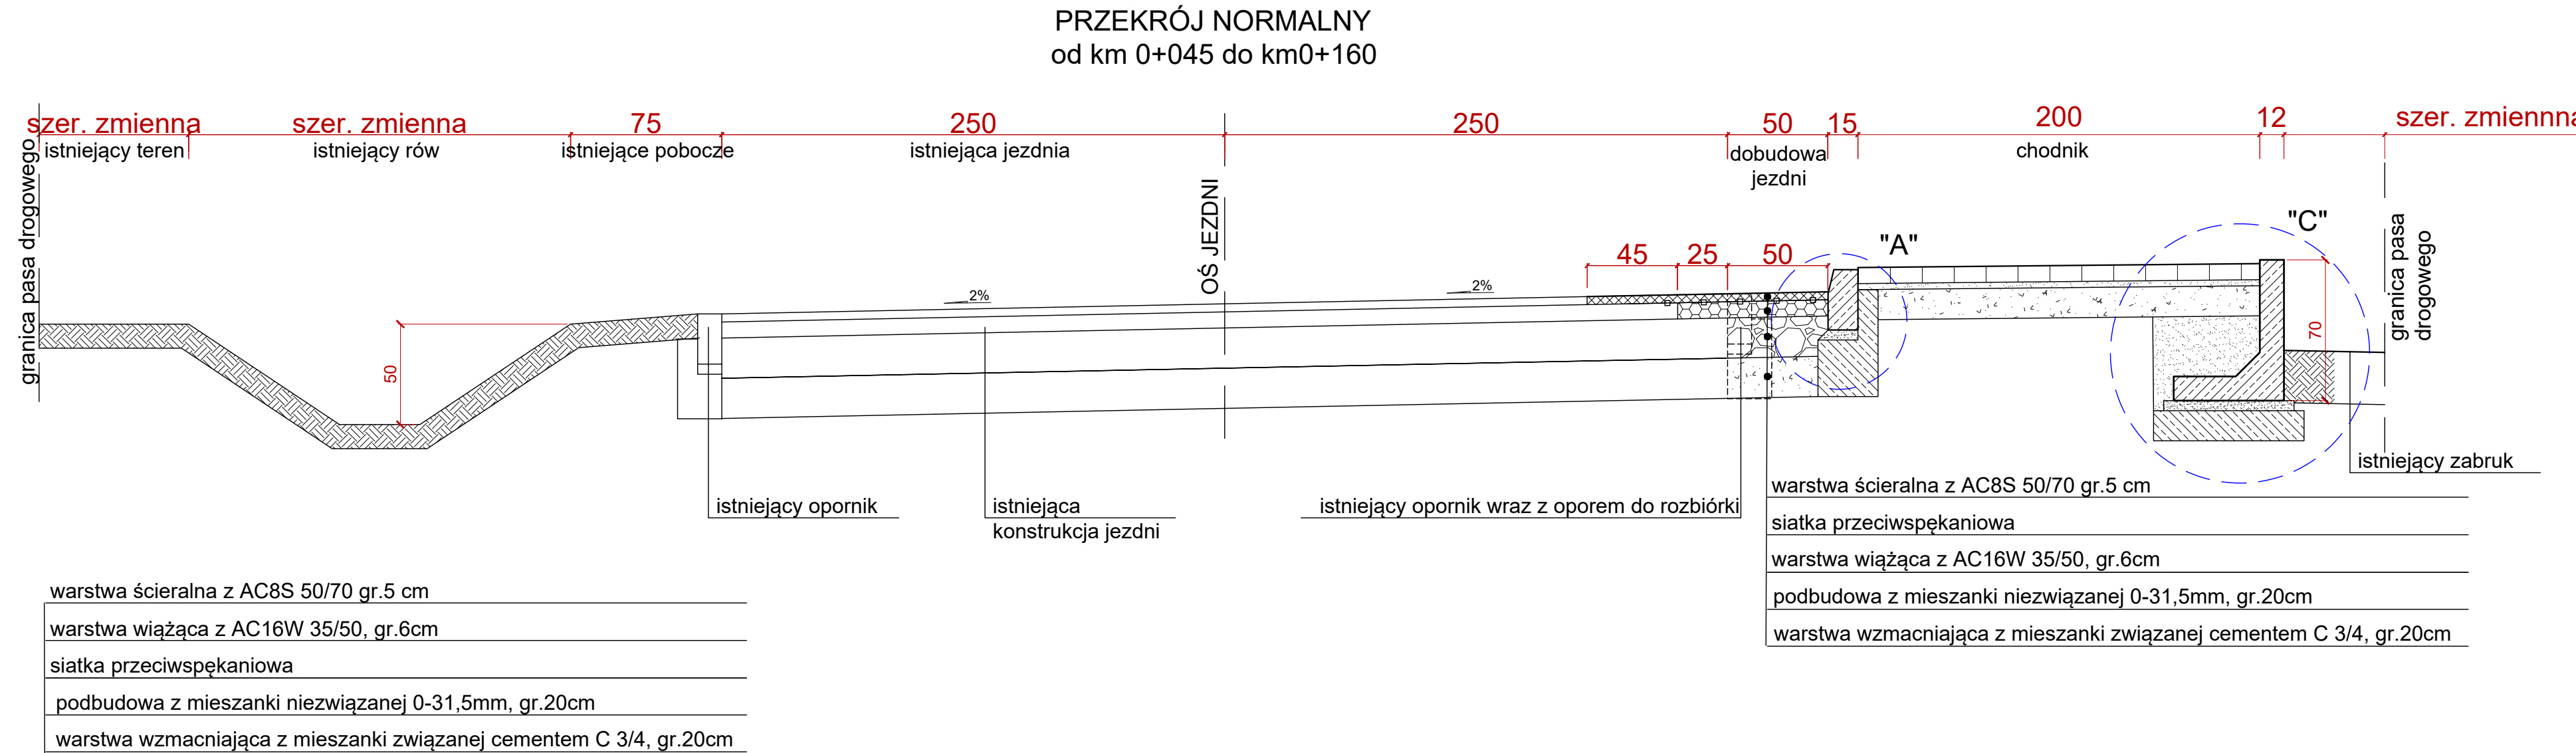 PRZEKRÓJ NORMALNY
od km 0+045 do km0+160
szer. zmienna
szer. zmienna
75
250
250
50
15
200
12
szer. zmiennna
istniejący teren
istniejący rów
istniejące pobocze
istniejąca jezdnia
dobudowa
jezdni
chodnik
granica pasa drogowego
OŚ JEZDNI
granica pasa
drogowego
"A"
"C"
45
25
50
2%
2%
50
70
istniejący opornik
istniejąca
konstrukcja jezdni
istniejący opornik wraz z oporem do rozbiórki
istniejący zabruk
warstwa ścieralna z AC8S 50/70 gr.5 cm
siatka przeciwspękaniowa
warstwa wiążąca z AC16W 35/50, gr.6cm
podbudowa z mieszanki niezwiązanej 0-31,5mm, gr.20cm
warstwa wzmacniająca z mieszanki związanej cementem C 3/4, gr.20cm
warstwa ścieralna z AC8S 50/70 gr.5 cm
warstwa wiążąca z AC16W 35/50, gr.6cm
siatka przeciwspękaniowa
podbudowa z mieszanki niezwiązanej 0-31,5mm, gr.20cm
warstwa wzmacniająca z mieszanki związanej cementem C 3/4, gr.20cm